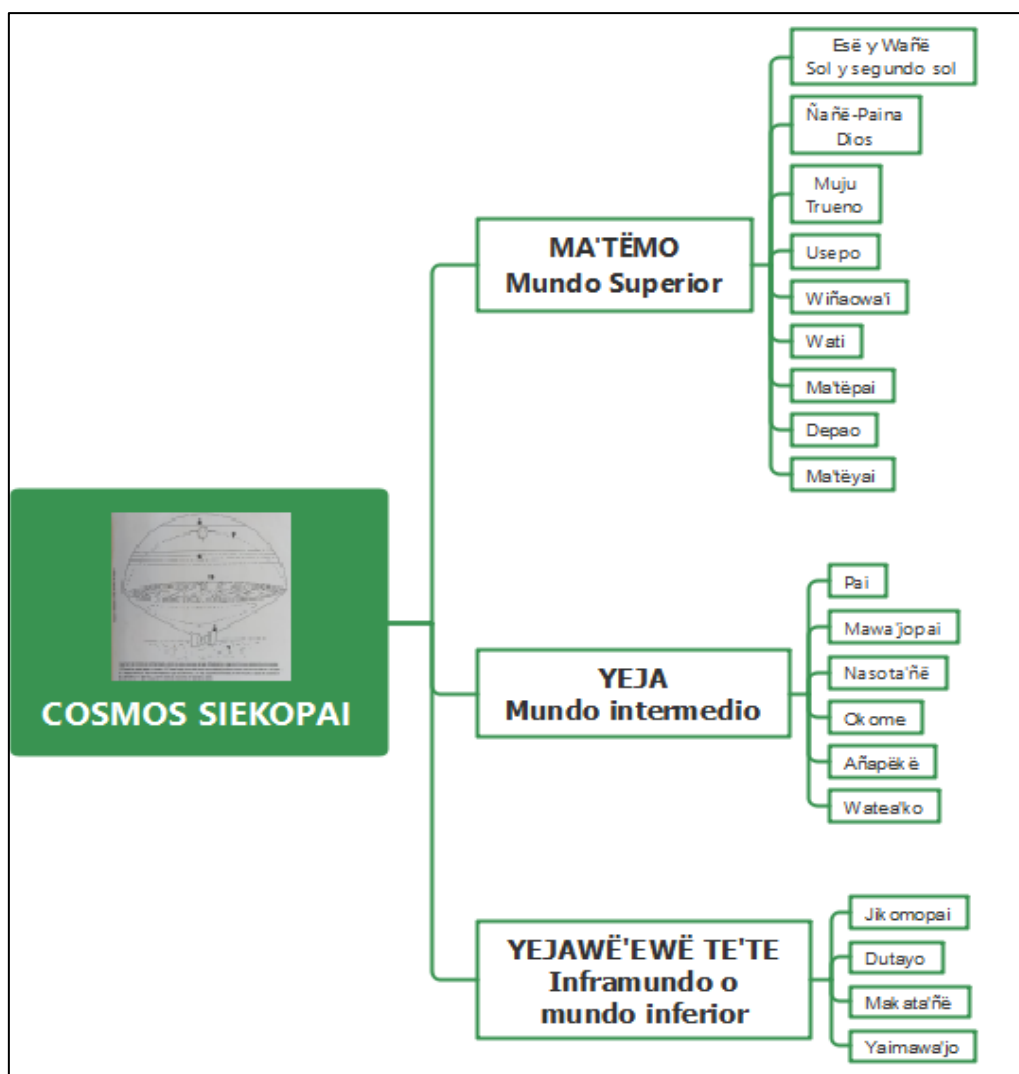 COSMOS SIEKOPAI
MA'TËMO
Mundo Superior
Esë y Wañë
Sol y segundo sol
Ñañë-Paina
Dios
Muju
Trueno
Usepo
Wiñaowa'i
Wati
Ma'tëpai
Depao
Ma'tëyai
YEJA
Mundo intermedio
Pai
Mawa'jopai
Nasota'ñë
Okome
Añapëkë
Watea'ko
YEJAWË'EWË TE'TE
Inframundo o
mundo inferior
Jikomopai
Dutayo
Makata'ñë
Yaimawa'jo